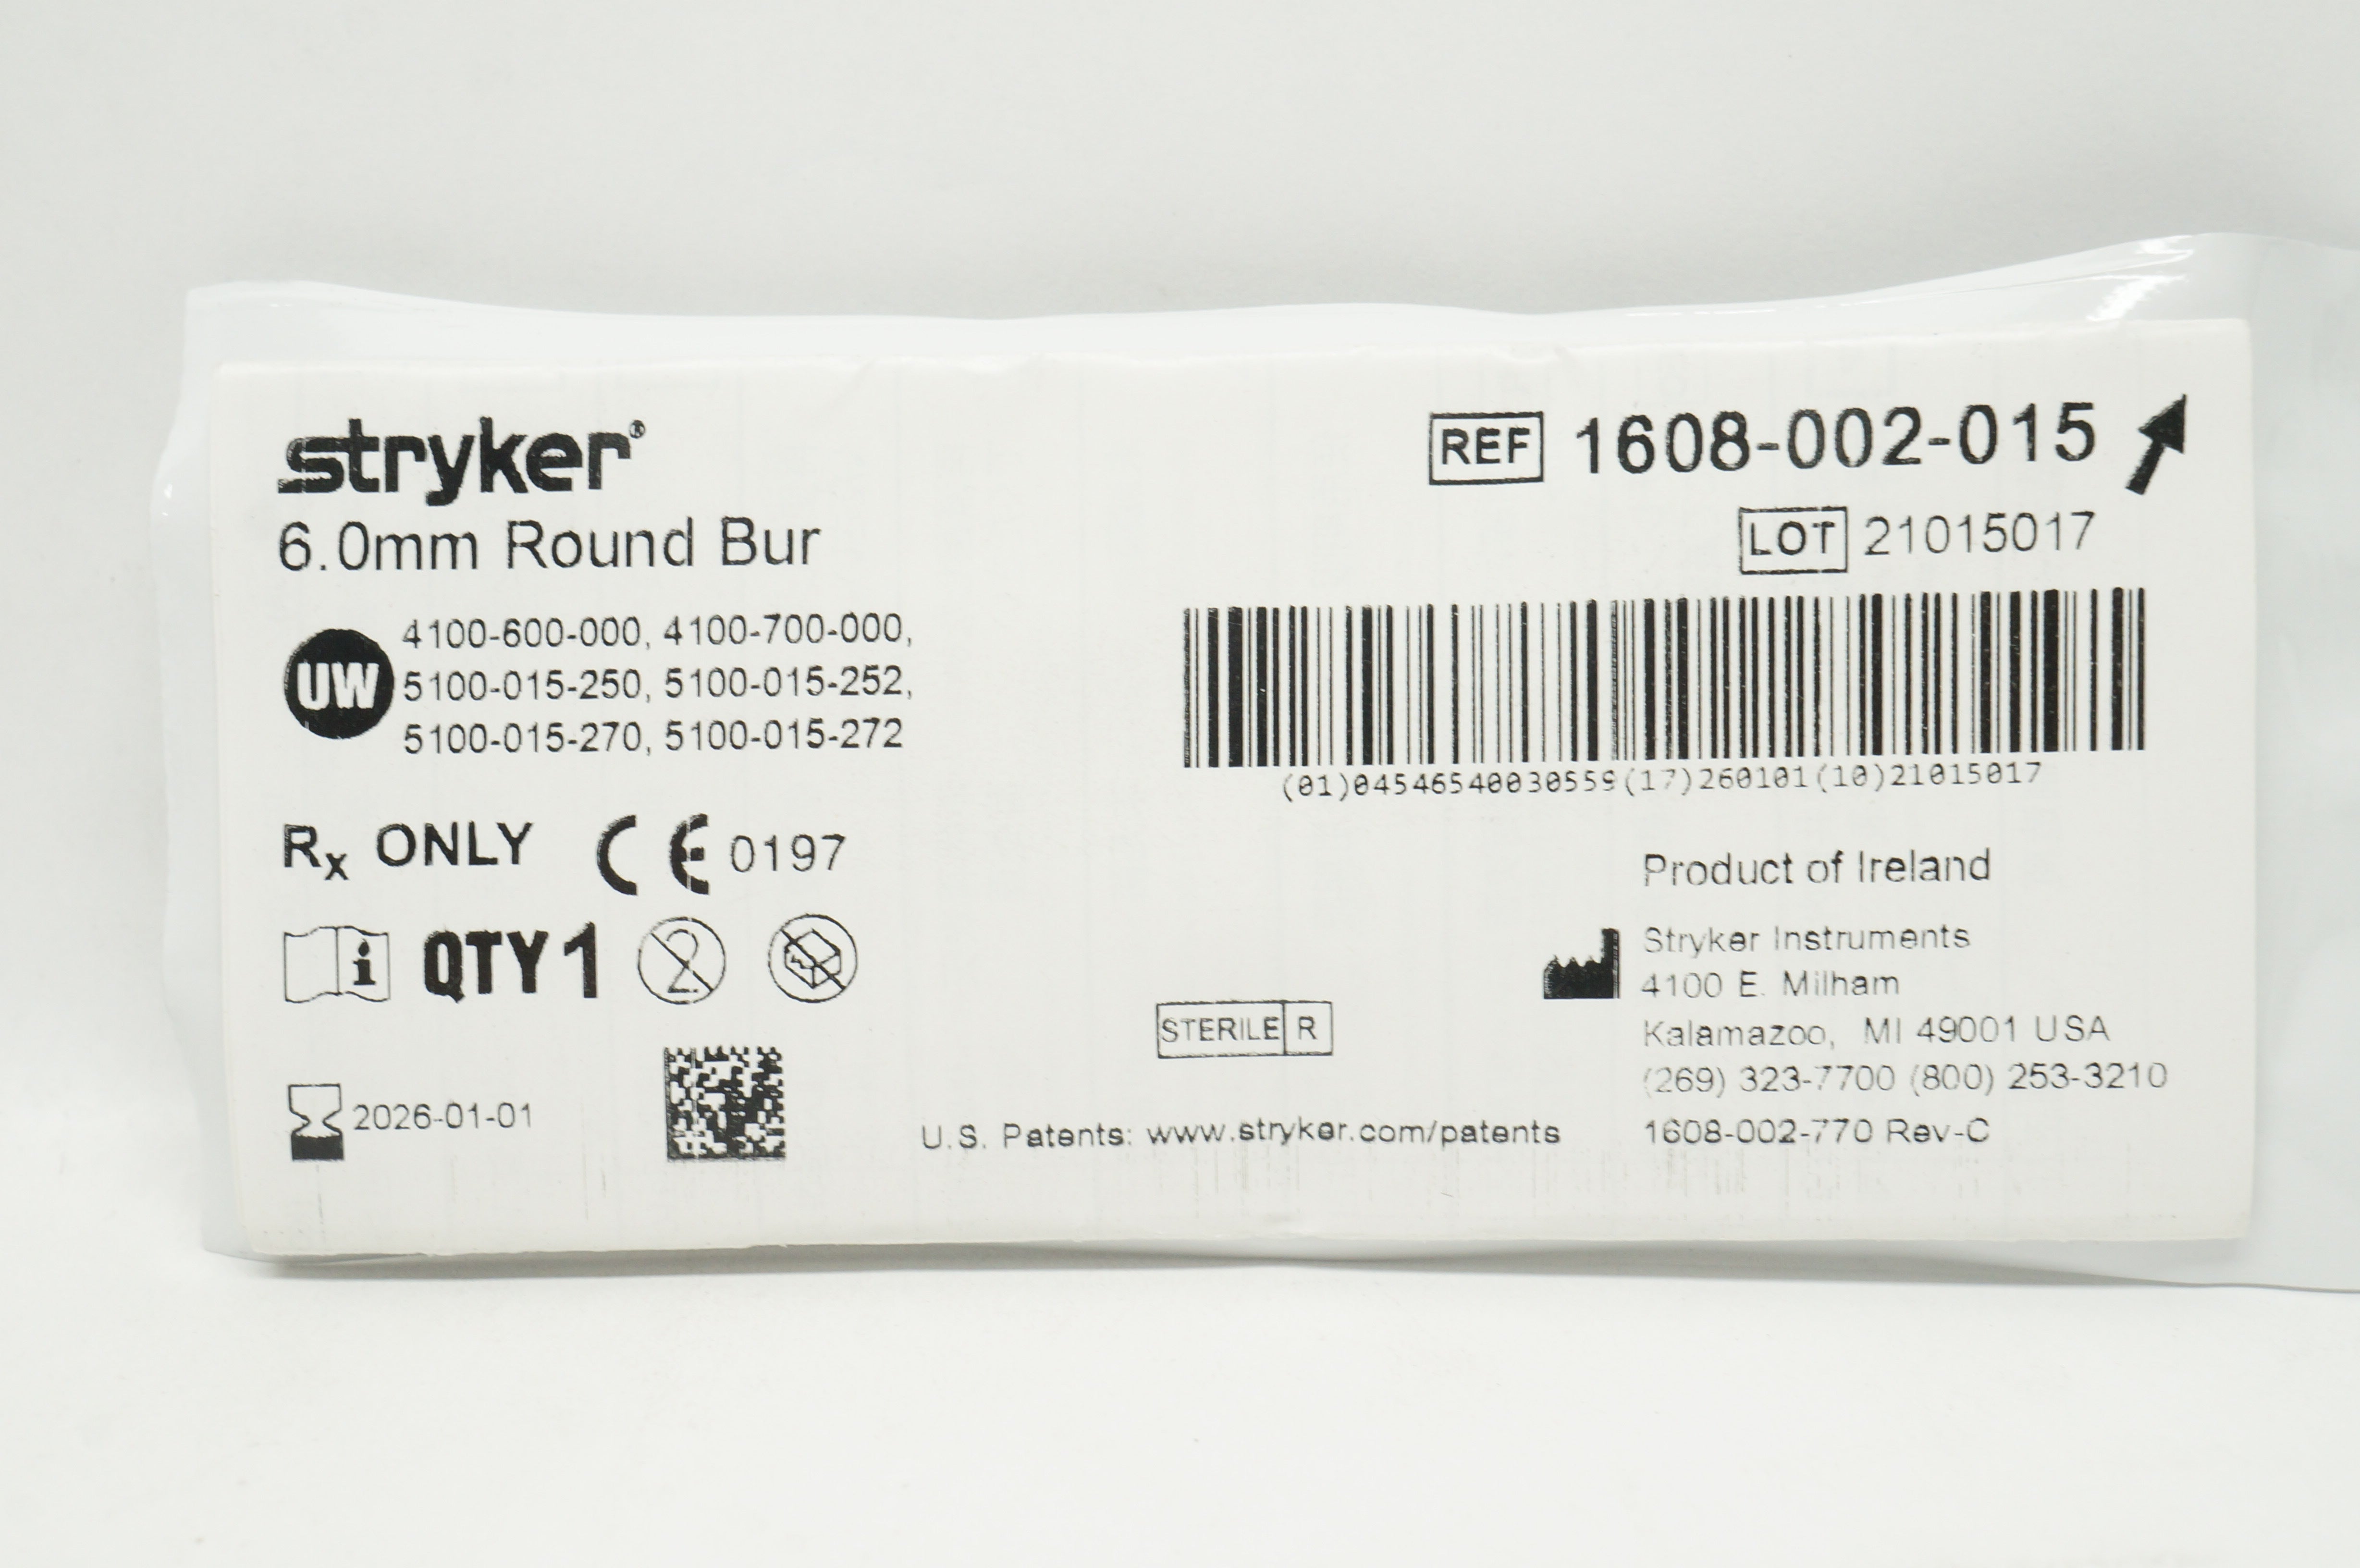 stryker®
6.0mm Round Bur
REF 1608-002-015
LOT 21015017
UW 4100-600-000, 4100-700-000,
5100-015-250, 5100-015-252,
5100-015-270, 5100-015-272
(01)04546540030559(17)260101(10)21015017
Rx ONLY CE 0197
Product of Ireland
i QTY 1 2
Stryker Instruments
4100 E. Milham
Kalamazoo, MI 49001 USA
(269) 323-7700 (800) 253-3210
STERILE R
2026-01-01
U.S. Patents: www.stryker.com/patents
1608-002-770 Rev-C